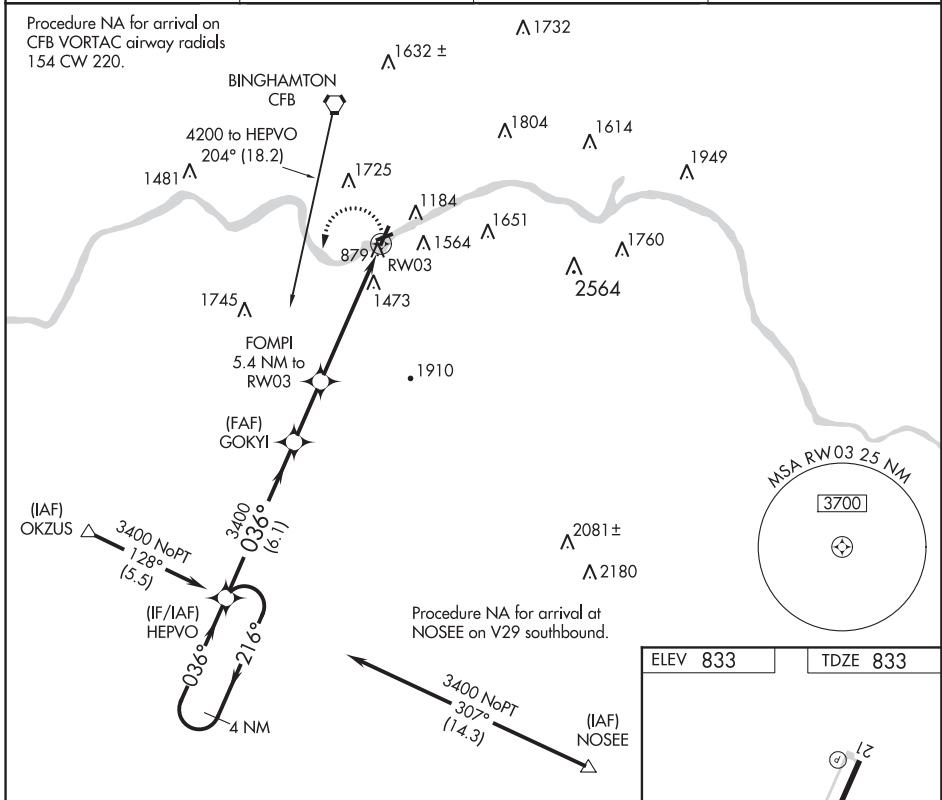 Procedure NA for arrival on
CFB VORTAC airway radials
154 CW 220.
1732
1632 ±
BINGHAMTON
CFB
4200 to HEPVO
204° (18.2)
1804
1614
1949
1481
1725
1184
1651
1564
1760
879
RW03
2564
1473
1745
FOMPI
5.4 NM to
RW03
1910
(FAF)
GOKYI
MSA RW03 25 NM
3700
3400
036°
(6.1)
(IAF)
OKZUS
3400 NoPT
128°
(5.5)
2081±
2180
(IF/IAF)
HEPVO
Procedure NA for arrival at
NOSEE on V29 southbound.
036°
216°
4 NM
3400 NoPT
307°
(14.3)
(IAF)
NOSEE
ELEV 833
TDZE 833
21
P